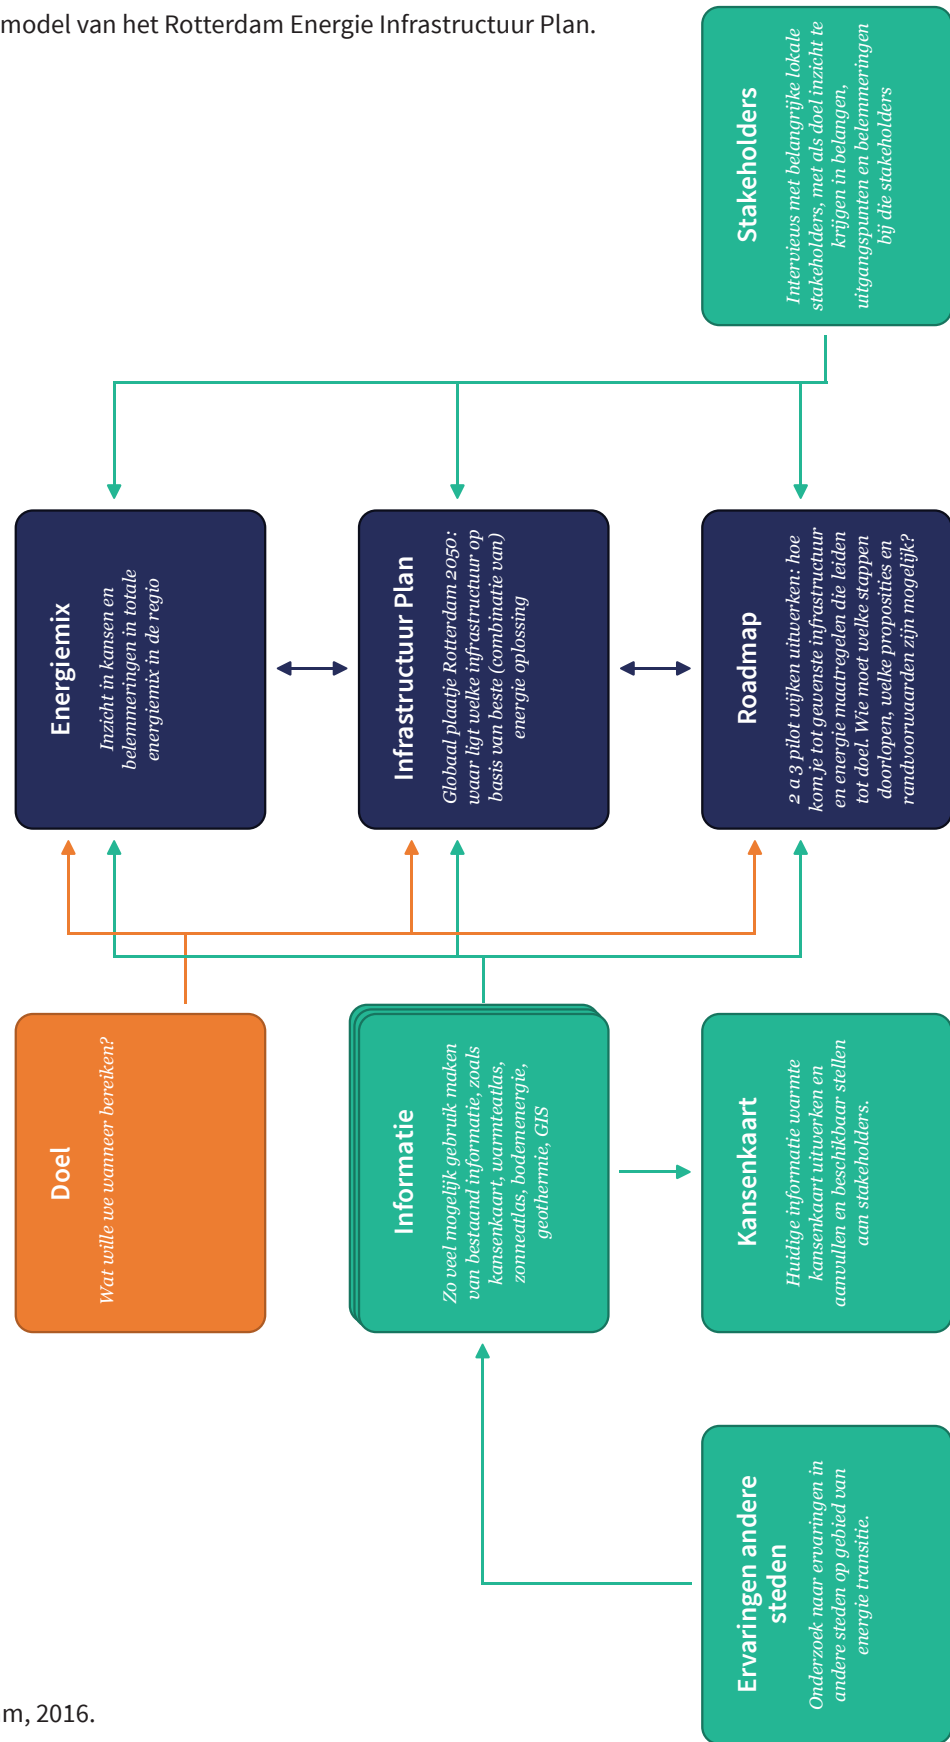 model van het Rotterdam Energie Infrastructuur Plan.
Doel
Wat wille we wanneer bereiken?
Energiemix
Inzicht in kansen en
belemmeringen in totale
energiemix in de regio
Informatie
Zo veel mogelijk gebruik maken
van bestaand informatie, zoals
kansenkaart, warmteatlas,
zonneatlas, bodemenergie,
geothermie, GIS
Infrastructuur Plan
Globaal plaatje Rotterdam 2050:
waar ligt welke infrastructuur op
basis van beste (combinatie van)
energie oplossing
Ervaringen andere
steden
Onderzoek naar ervaringen in
andere steden op gebied van
energie transitie.
Kansenkaart
Huidige informatie warmte
kansenkaart uitwerken en
aanvullen en beschikbaar stellen
aan stakeholders.
Roadmap
2 a 3 pilot wijken uitwerken: hoe
kom je tot gewenste infrastructuur
en energie maatregelen die leiden
tot doel. Wie moet welke stappen
doorlopen, welke proposities en
randvoorwaarden zijn mogelijk?
Stakeholders
Interviews met belangrijke lokale
stakeholders, met als doel inzicht te
krijgen in belangen,
uitgangspunten en belemmeringen
bij die stakeholders
m, 2016.